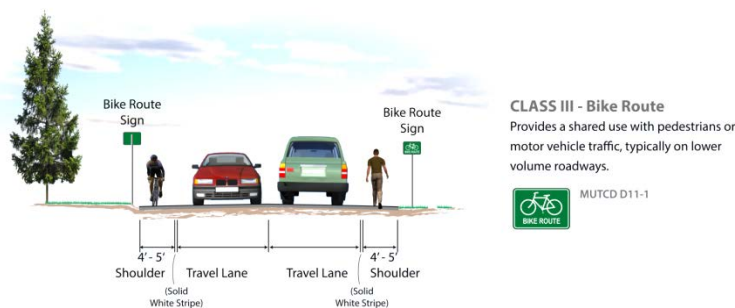 Bike Route
Sign
Bike Route
Sign
CLASS III - Bike Route
Provides a shared use with pedestrians or
motor vehicle traffic, typically on lower
volume roadways.
BIKE ROUTE
MUTCD D11-1
4' - 5'
Shoulder
Travel Lane
Travel Lane
4' - 5'
Shoulder
(Solid
White Stripe)
(Solid
White Stripe)